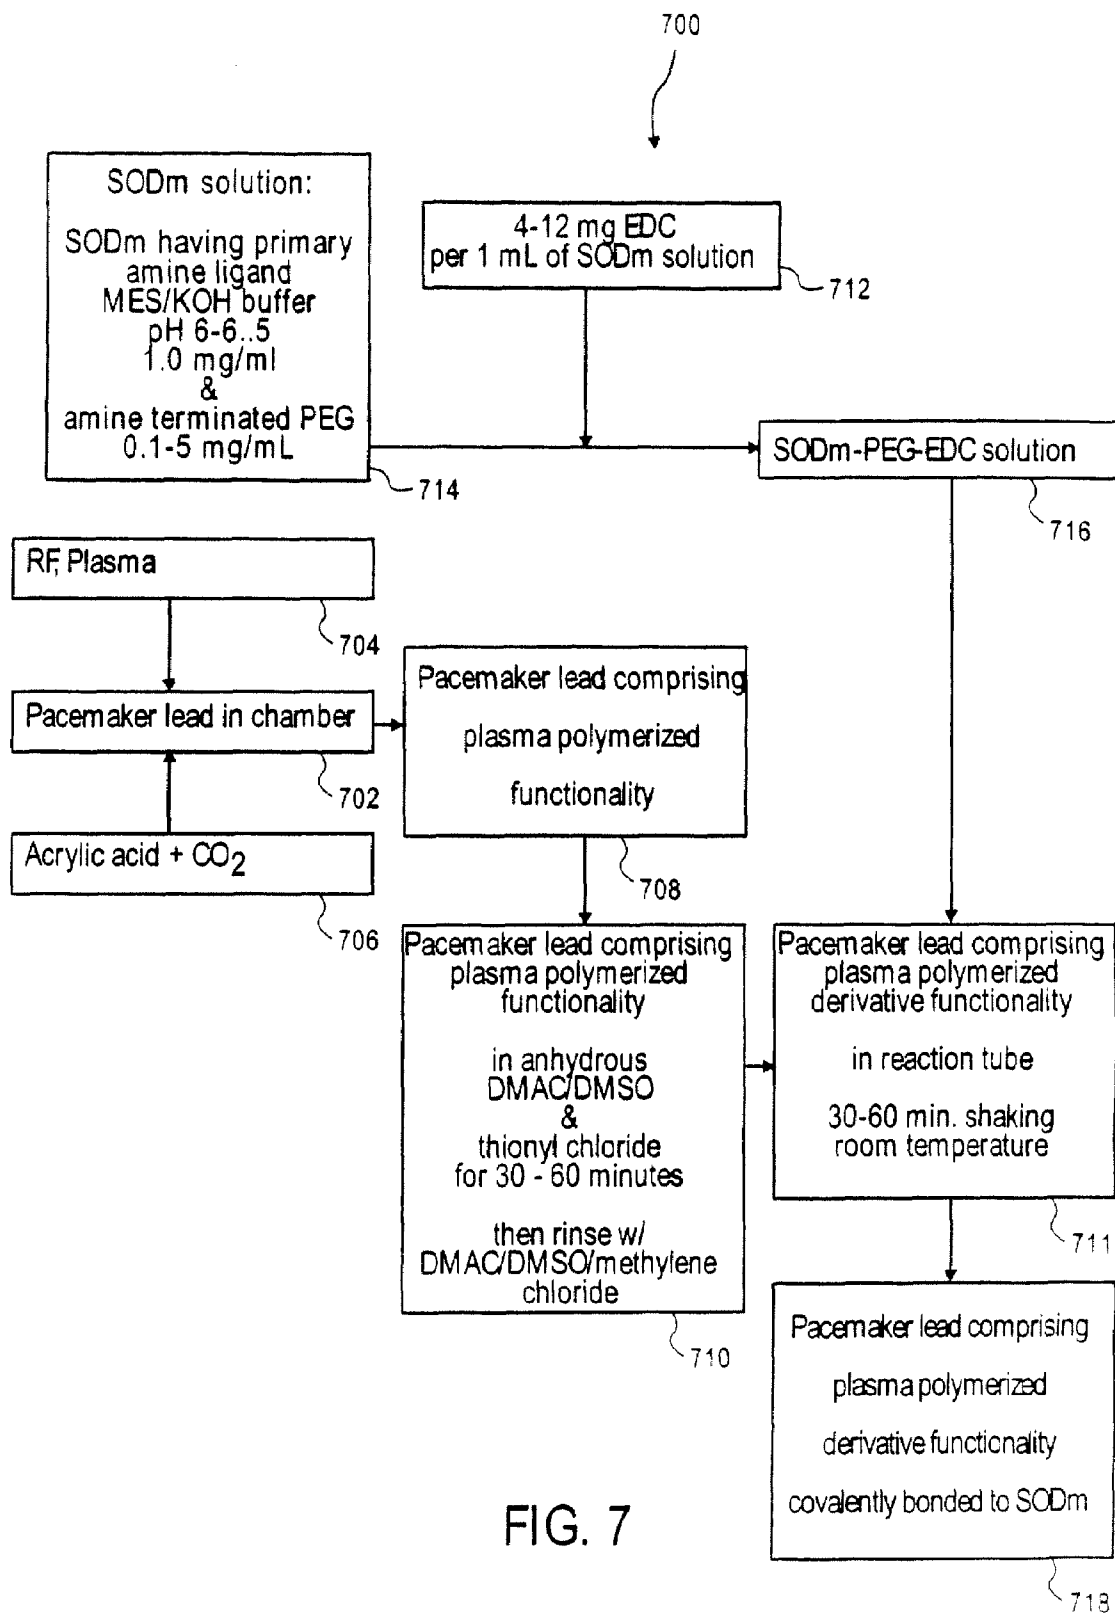 700
SODm solution:
SODm having primary
amine ligand
MES/KOH buffer
pH 6-6..5
1.0 mg/ml
&
amine terminated PEG
0.1-5 mg/mL
714
4-12 mg EDC
per 1 mL of SODm solution
712
SODm-PEG-EDC solution
716
RF, Plasma
704
Pacemaker lead in chamber
702
Acrylic acid + CO2
706
Pacemaker lead comprising
plasma polymerized
functionality
708
Pacemaker lead comprising
plasma polymerized
functionality
in anhydrous
DMAC/DMSO
&
thionyl chloride
for 30 - 60 minutes
then rinse w/
DMAC/DMSO/methylene
chloride
710
Pacemaker lead comprising
plasma polymerized
derivative functionality
in reaction tube
30-60 min. shaking
room temperature
711
Pacemaker lead comprising
plasma polymerized
derivative functionality
covalently bonded to SODm
718
FIG. 7